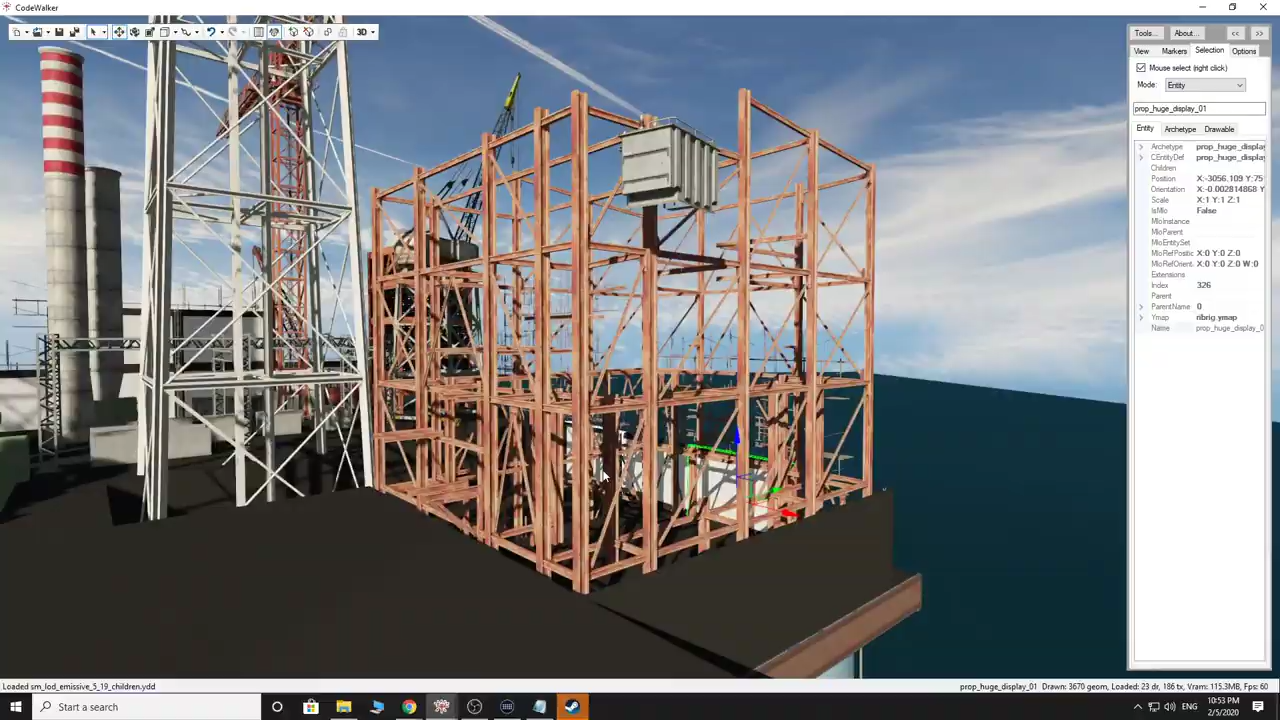 CodeWalker
3D
Tools...
About...
<<
>>
View
Markers
Selection
Options
Mouse select (right click)
Mode:
Entity
prop_huge_display_01
Entity
Archetype
Drawable
Archetype prop_huge_display
CEntityDef prop_huge_display
Children
Position X:-3056.109 Y:75
Orientation X:-0.002814868 Y
Scale X:1 Y:1 Z:1
IsMlo False
MloInstance
MloParent
MloEntitySet
MloRefPositic X:0 Y:0 Z:0
MloRefOrient. X:0 Y:0 Z:0 W:0
Extensions
Index 326
Parent
ParentName 0
Ymap ribrig.ymap
Name prop_huge_display_0
Loaded sm_lod_emissive_5_19_children.ydd
prop_huge_display_01 Drawn: 3670 geom, Loaded: 23 dr, 186 tx, Vram: 115.3MB, Fps: 60
Start a search
ENG
10:53 PM
2/5/2020